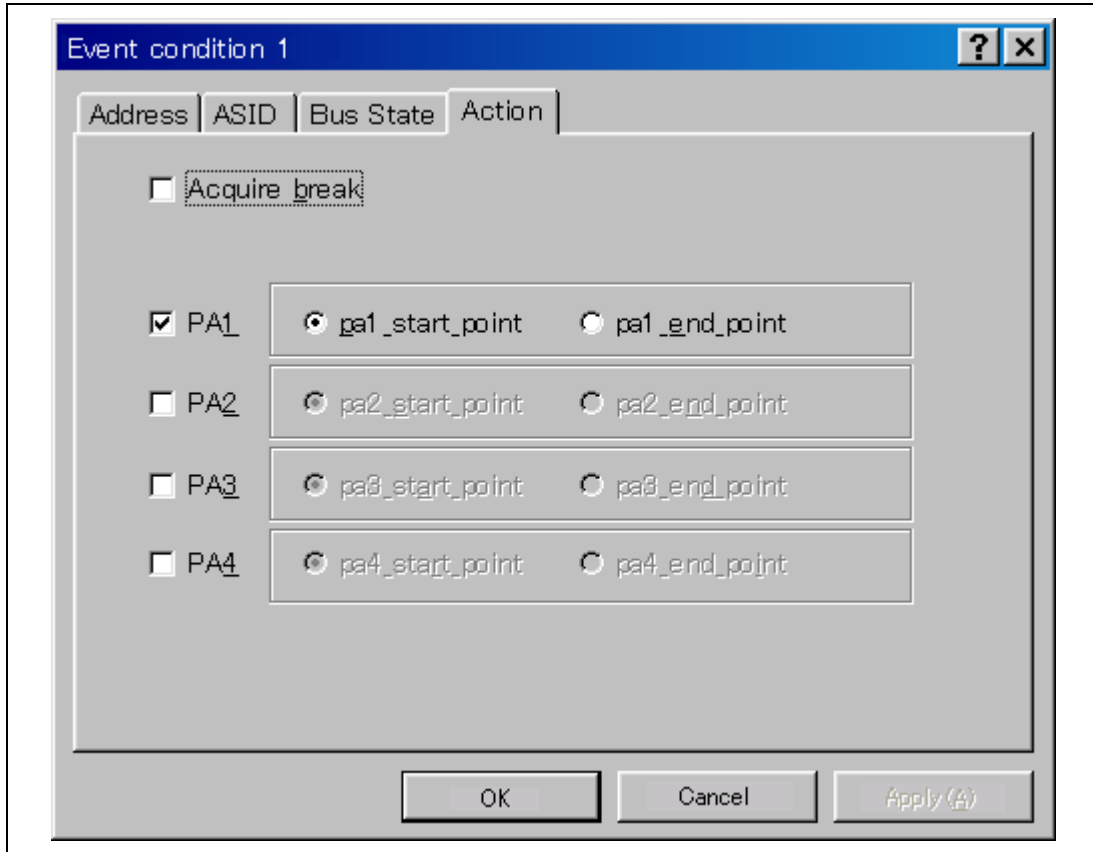 Event condition 1
Address ASID Bus State Action
Acquire break
PA1 pa1_start_point pa1_end_point
PA2 pa2_start_point pa2_end_point
PA3 pa3_start_point pa3_end_point
PA4 pa4_start_point pa4_end_point
OK Cancel Apply(A)